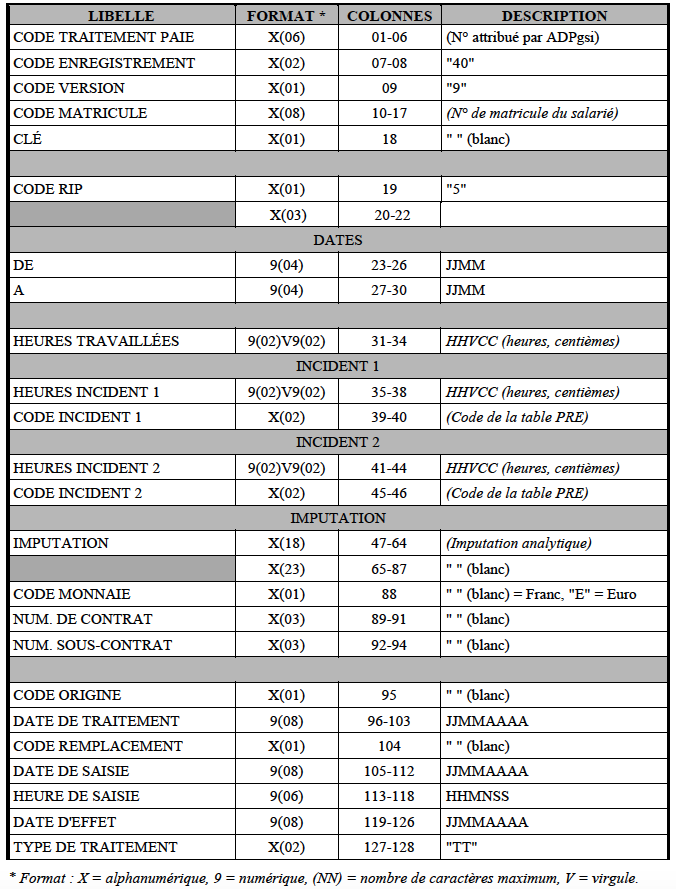 LIBELLE FORMAT * COLONNES DESCRIPTION
CODE TRAITEMENT PAIE X(06) 01-06 (N° attribué par ADPgsi)
CODE ENREGISTREMENT X(02) 07-08 "40"
CODE VERSION X(01) 09 "9"
CODE MATRICULE X(08) 10-17 (N° de matricule du salarié)
CLÉ X(01) 18 " " (blanc)
CODE RIP X(01) 19 "5"
X(03) 20-22
DATES
DE 9(04) 23-26 JJMM
A 9(04) 27-30 JJMM
HEURES TRAVAILLÉES 9(02)V9(02) 31-34 HHVCC (heures, centièmes)
INCIDENT 1
HEURES INCIDENT 1 9(02)V9(02) 35-38 HHVCC (heures, centièmes)
CODE INCIDENT 1 X(02) 39-40 (Code de la table PRE)
INCIDENT 2
HEURES INCIDENT 2 9(02)V9(02) 41-44 HHVCC (heures, centièmes)
CODE INCIDENT 2 X(02) 45-46 (Code de la table PRE)
IMPUTATION
IMPUTATION X(18) 47-64 (Imputation analytique)
X(23) 65-87 " " (blanc)
CODE MONNAIE X(01) 88 " " (blanc) = Franc, "E" = Euro
NUM. DE CONTRAT X(03) 89-91 " " (blanc)
NUM. SOUS-CONTRAT X(03) 92-94 " " (blanc)
CODE ORIGINE X(01) 95 " " (blanc)
DATE DE TRAITEMENT 9(08) 96-103 JJMMAAAA
CODE REMPLACEMENT X(01) 104 " " (blanc)
DATE DE SAISIE 9(08) 105-112 JJMMAAAA
HEURE DE SAISIE 9(06) 113-118 HHMNSS
DATE D'EFFET 9(08) 119-126 JJMMAAAA
TYPE DE TRAITEMENT X(02) 127-128 "TT"
* Format : X = alphanumérique, 9 = numérique, (NN) = nombre de caractères maximum, V = virgule.